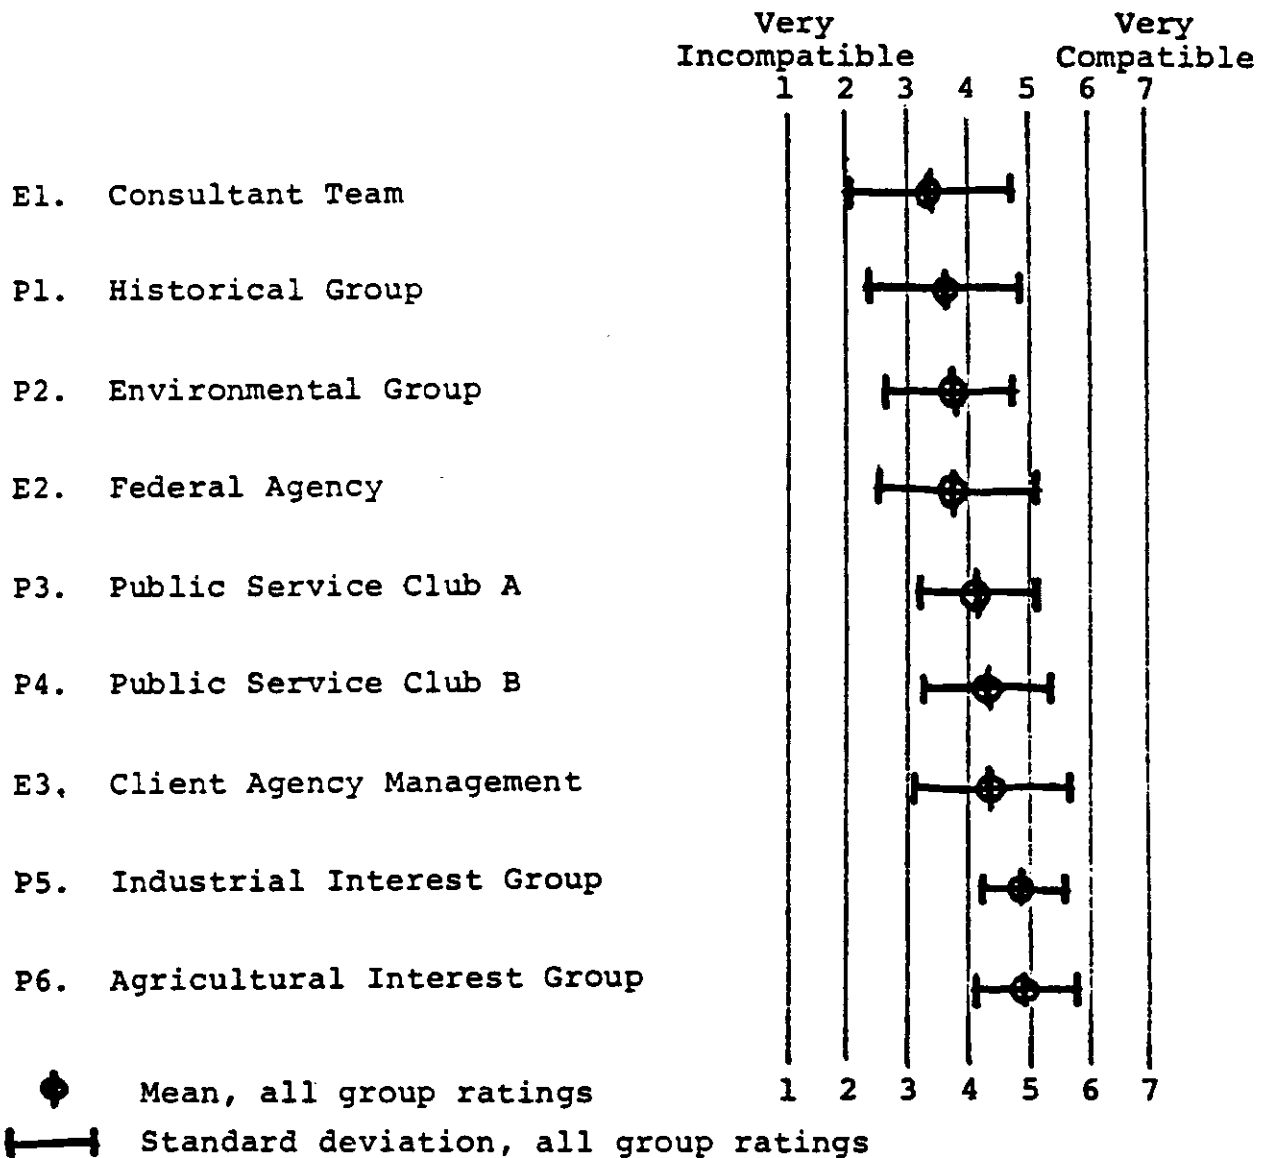 Very Very
Incompatible Compatible
1 2 3 4 5 6 7
E1. Consultant Team
P1. Historical Group
P2. Environmental Group
E2. Federal Agency
P3. Public Service Club A
P4. Public Service Club B
E3. Client Agency Management
P5. Industrial Interest Group
P6. Agricultural Interest Group
Mean, all group ratings 1 2 3 4 5 6 7
Standard deviation, all group ratings